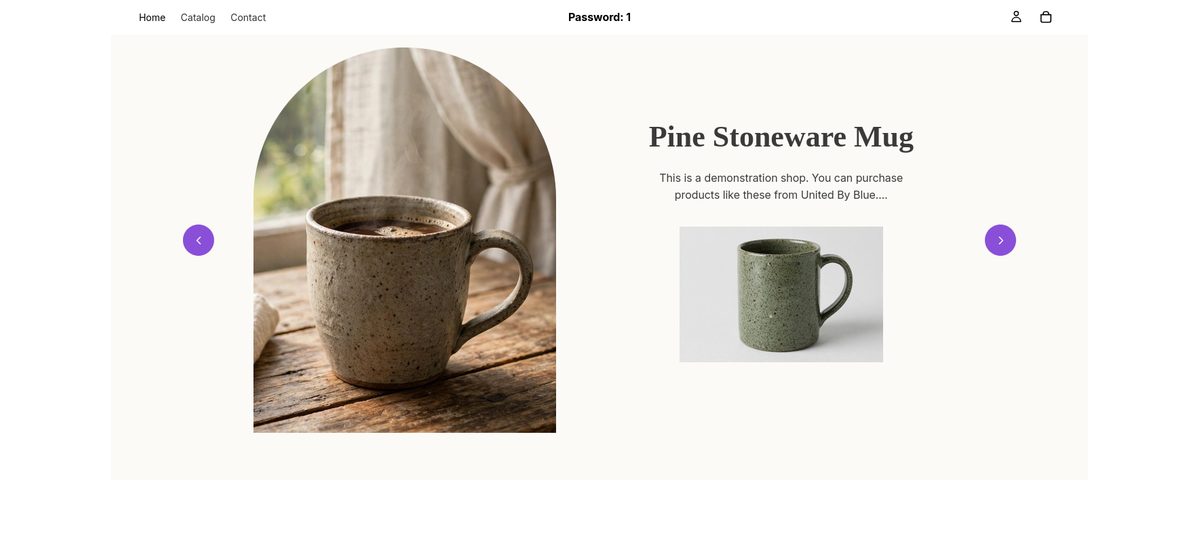 Home
Catalog
Contact
Password: 1
Pine Stoneware Mug
This is a demonstration shop. You can purchase
products like these from United By Blue....